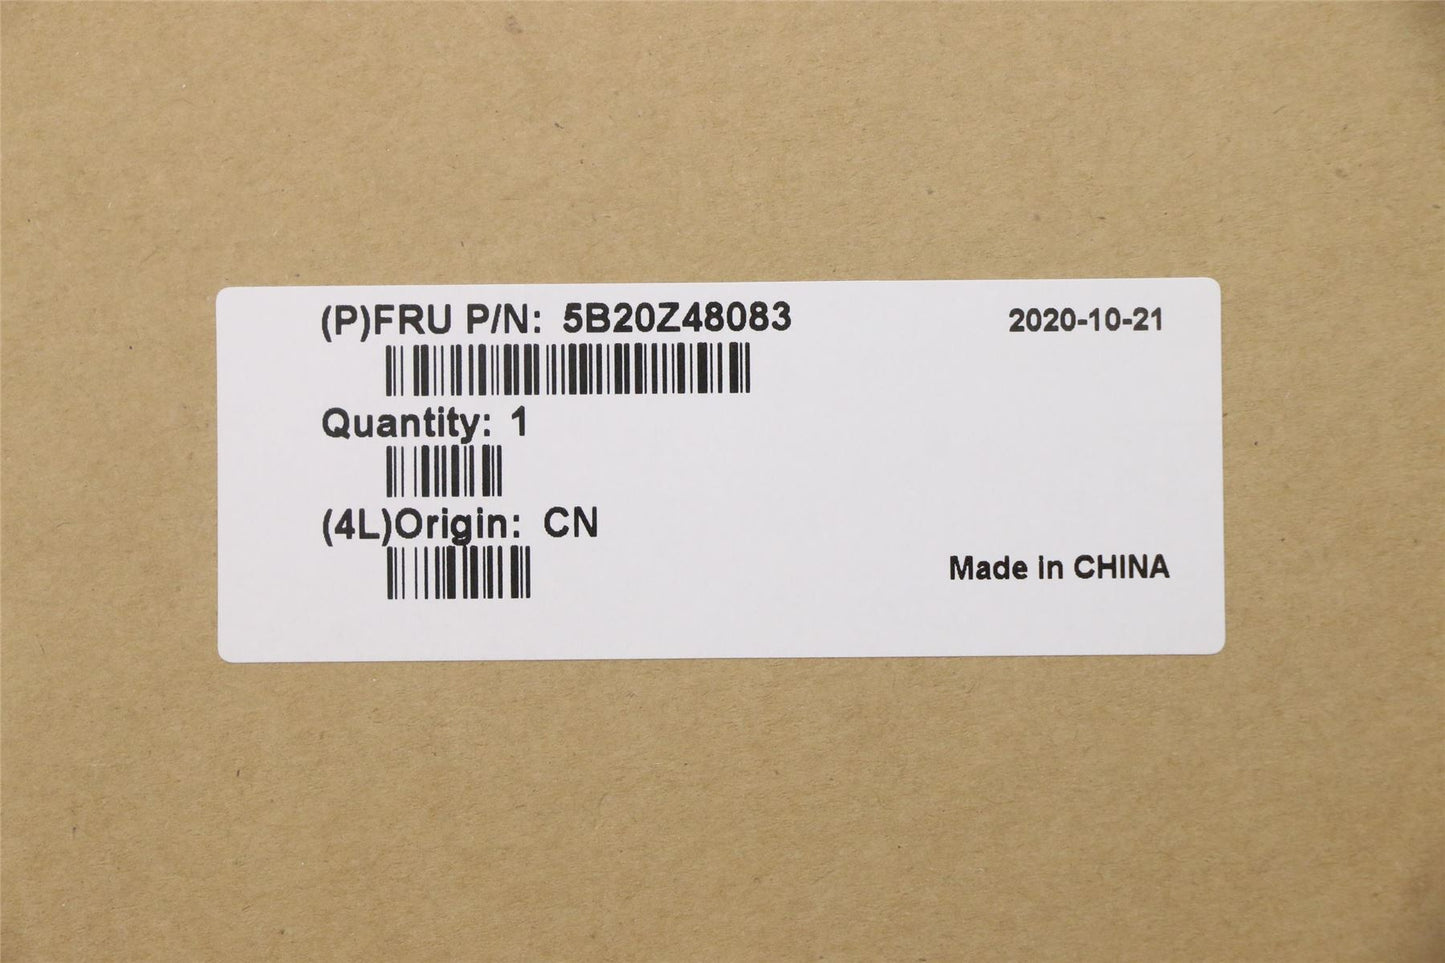 (P)FRU P/N: 5B20Z48083
2020-10-21
Quantity: 1
(4L)Origin: CN
Made in CHINA